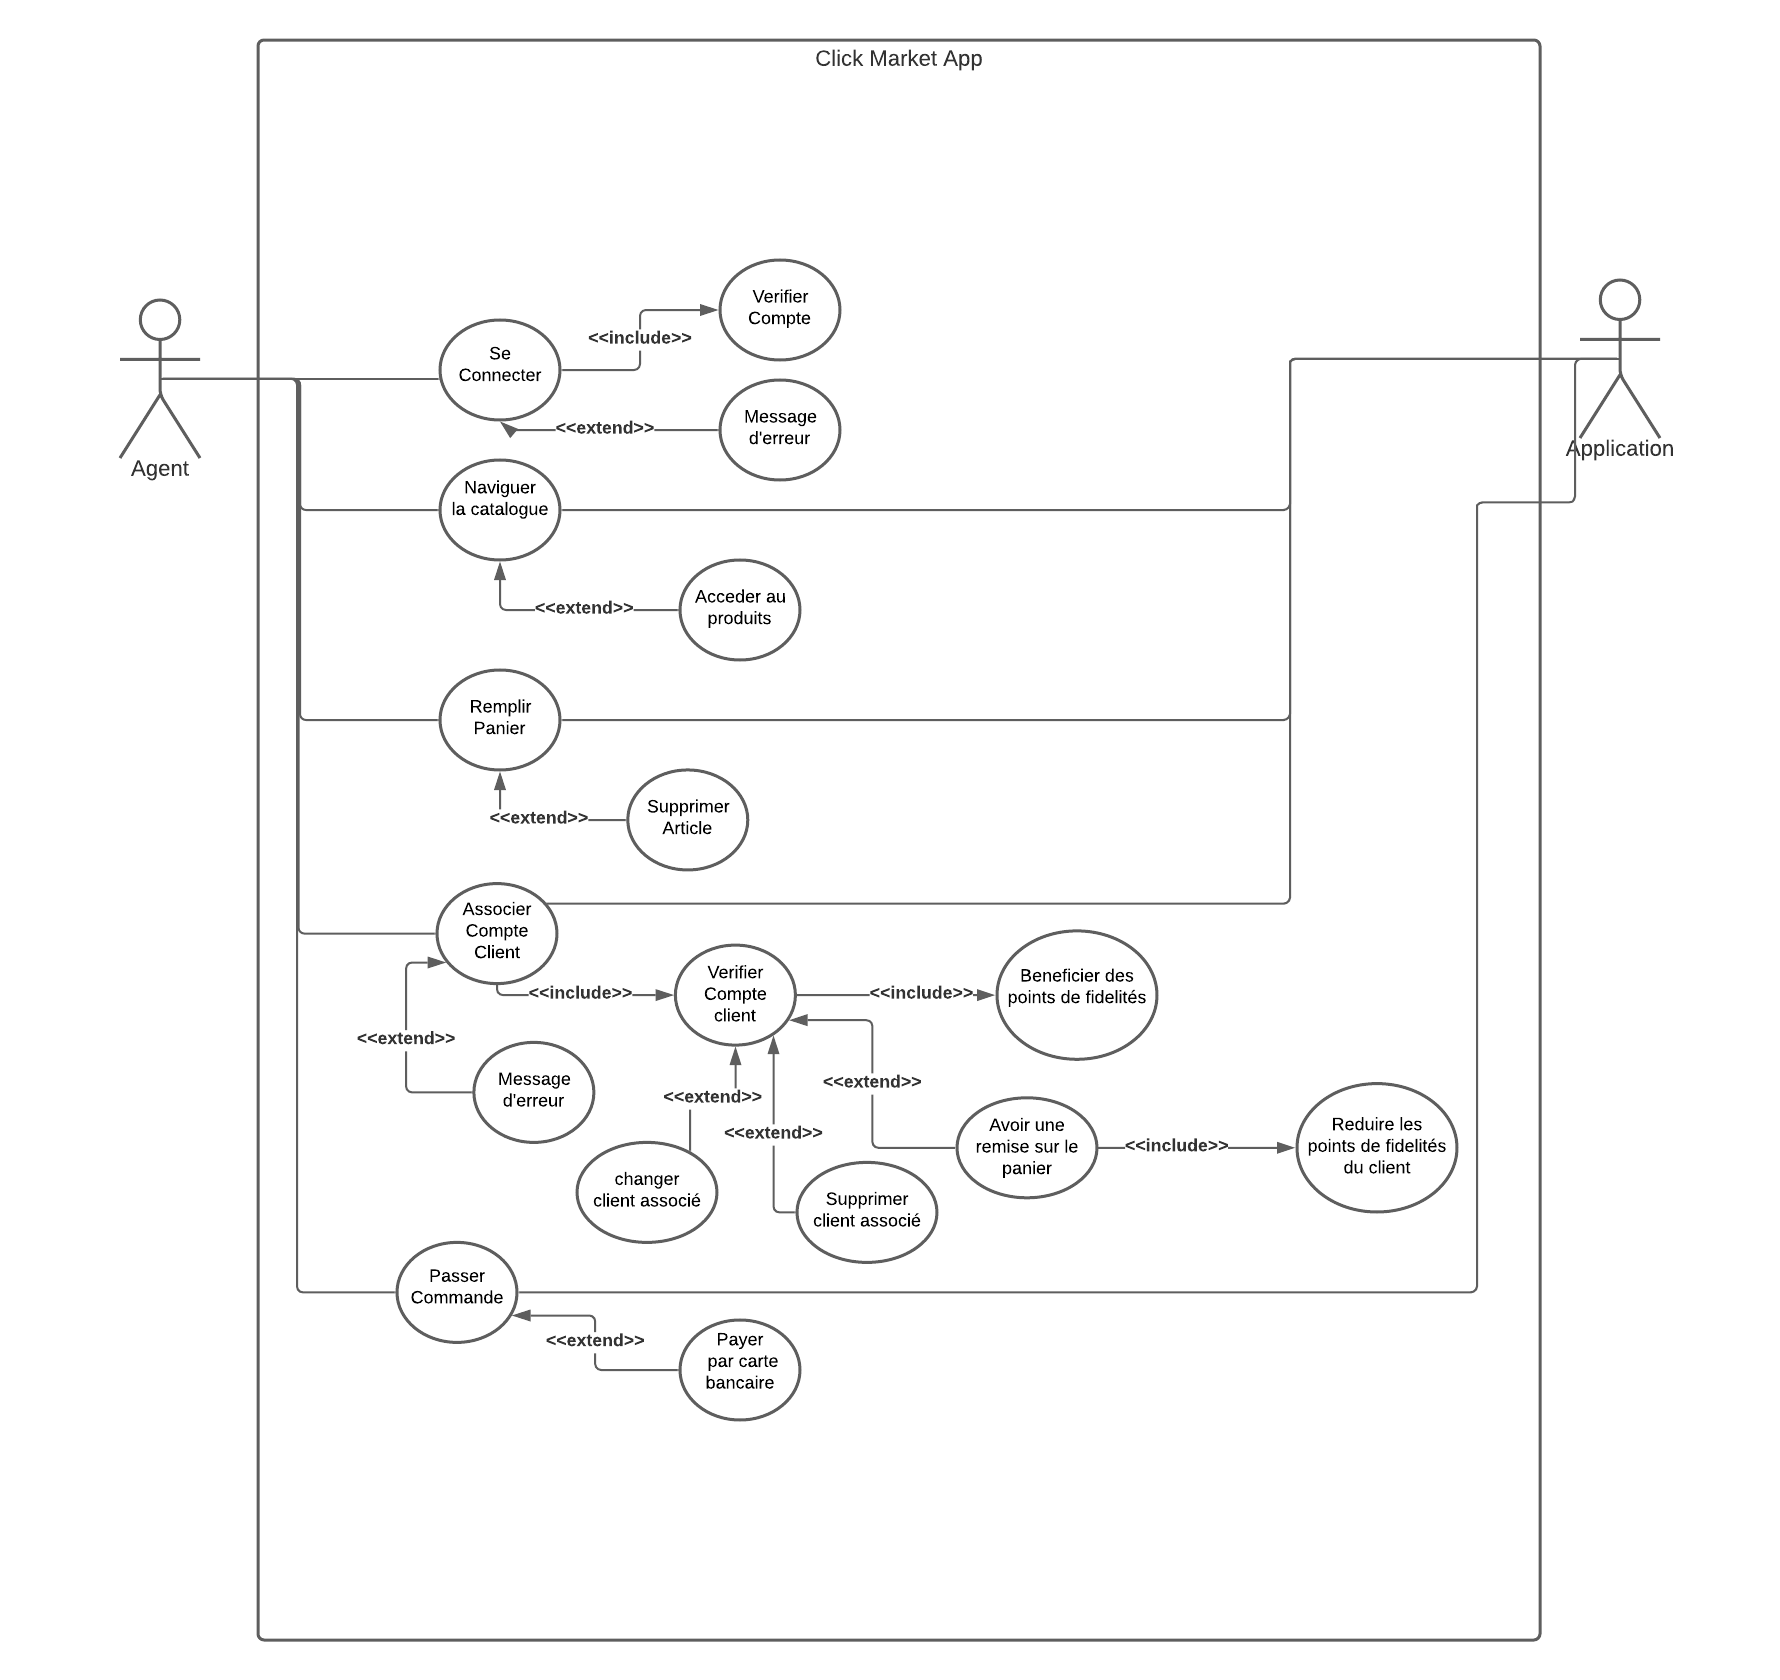 Click Market App
Verifier
Compte
<<include>>
Se
Connecter
Message
d'erreur
<<extend>>
Agent
Application
Naviguer
la catalogue
Acceder au
produits
<<extend>>
Remplir
Panier
Supprimer
Article
<<extend>>
Associer
Compte
Client
<<include>>
Verifier
Compte
client
<<include>>
Beneficier des
points de fidelités
<<extend>>
Message
d'erreur
<<extend>>
<<extend>>
<<extend>>
Avoir une
remise sur le
panier
<<include>>
Reduire les
points de fidelités
du client
changer
client associé
Supprimer
client associé
Passer
Commande
<<extend>>
Payer
par carte
bancaire